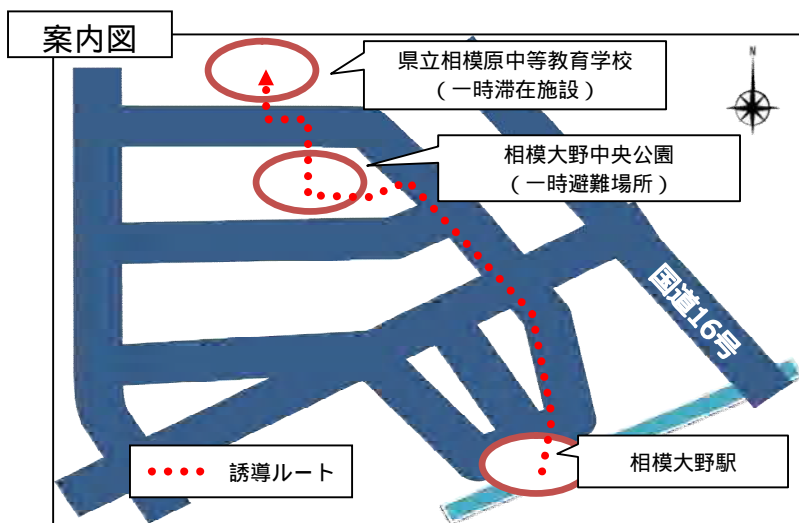 案内図
県立相模原中等教育学校
（一時滞在施設）
N
相模大野中央公園
（一時避難場所）
国道16号
相模大野駅
誘導ルート